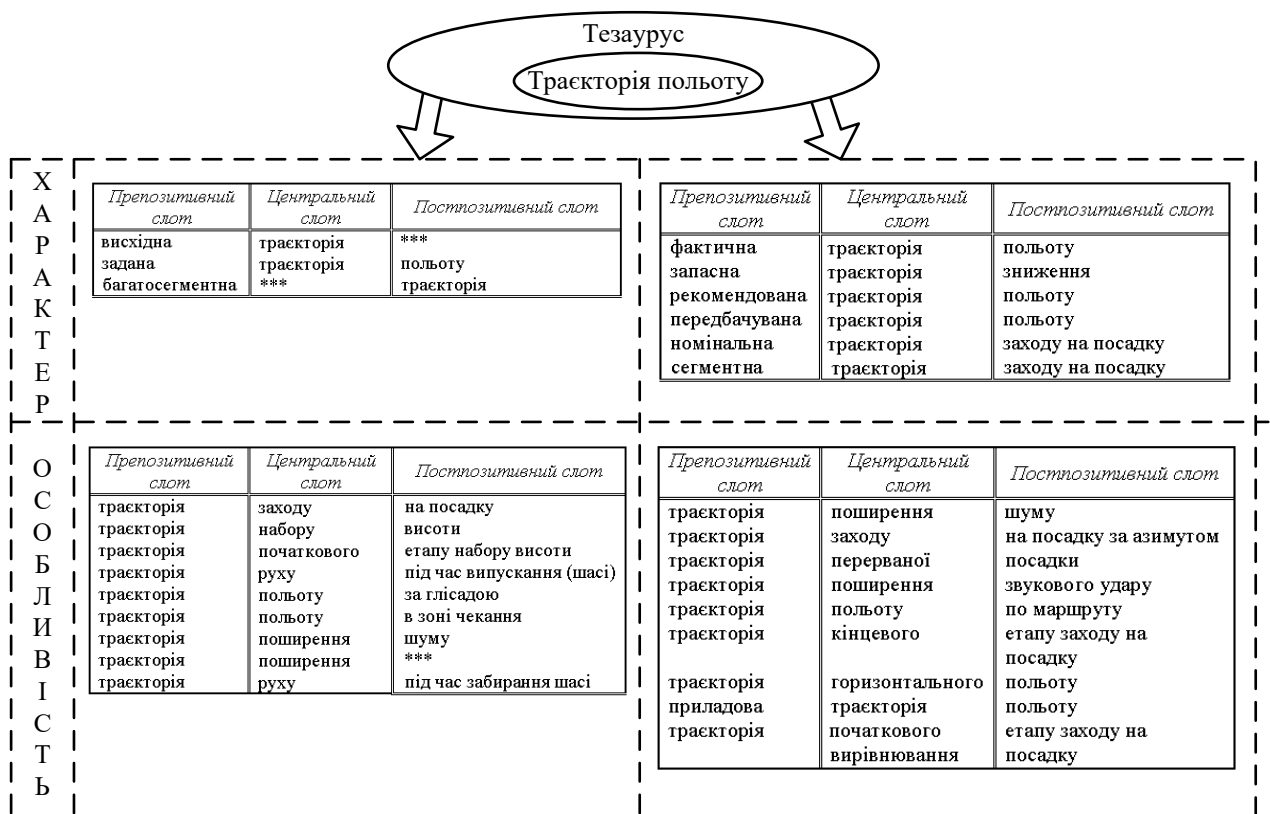 Тезаурус
Траєкторія польоту
ХАРАКТЕР
Препозитивний слот Центральний слот Постпозитивний слот
висхідна траєкторія ***
задана траєкторія польоту
багатосегментна *** траєкторія
Препозитивний слот Центральний слот Постпозитивний слот
фактична траєкторія польоту
запасна траєкторія зниження
рекомендована траєкторія польоту
передбачувана траєкторія польоту
номінальна траєкторія заходу на посадку
сегментна траєкторія заходу на посадку
ОСОБЛИВІСТЬ
Препозитивний слот Центральний слот Постпозитивний слот
траєкторія заходу на посадку
траєкторія набору висоти
траєкторія початкового етапу набору висоти
траєкторія руху під час випускання (шасі)
траєкторія польоту за глісадою
траєкторія польоту в зоні чекання
траєкторія поширення шуму
траєкторія поширення ***
траєкторія руху під час забирання шасі
Препозитивний слот Центральний слот Постпозитивний слот
траєкторія поширення шуму
траєкторія заходу на посадку за азимутом
траєкторія перерваної посадки
траєкторія поширення звукового удару
траєкторія польоту по маршруту
траєкторія кінцевого етапу заходу на
посадку
траєкторія горизонтального польоту
приладова траєкторія польоту
траєкторія початкового етапу заходу на
вирівнювання посадку